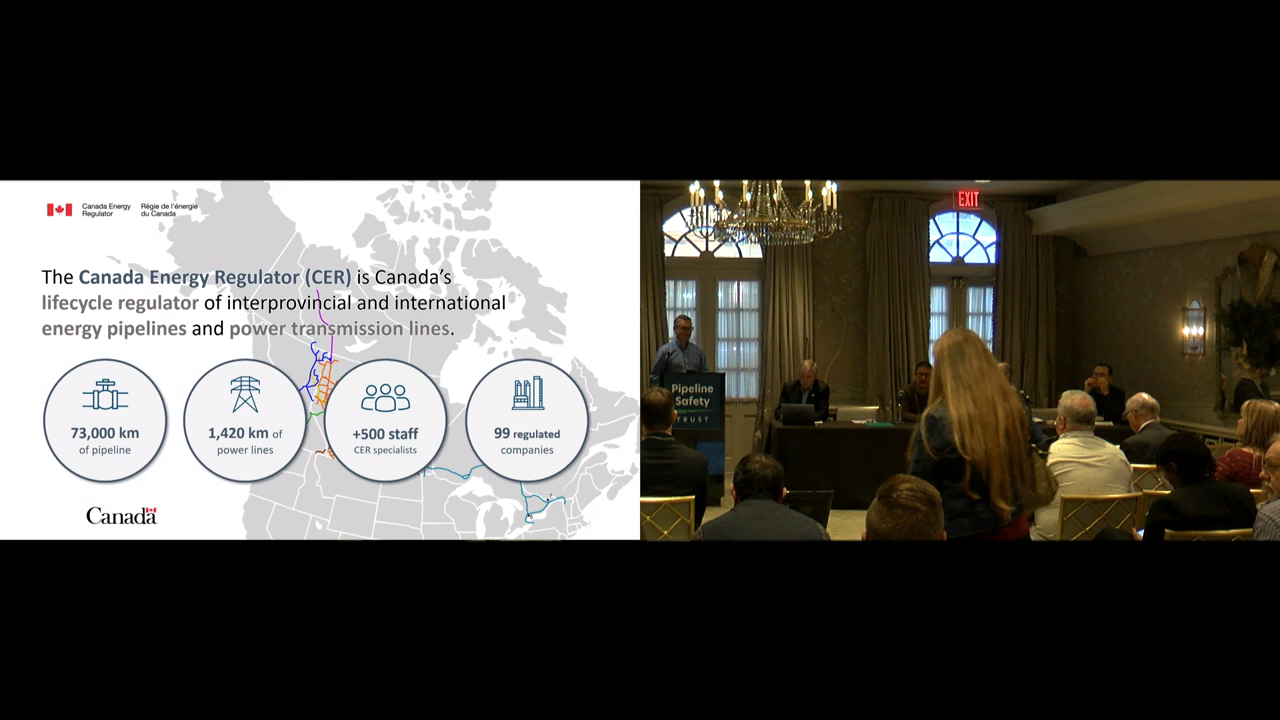 Canada Energy
Regulator
Régie de l'énergie
du Canada
The Canada Energy Regulator (CER) is Canada's
lifecycle regulator of interprovincial and international
energy pipelines and power transmission lines.
73,000 km
of pipeline
1,420 km of
power lines
+500 staff
CER specialists
99 regulated
companies
Canada
EXIT
Pipeline
Safety
TRUST